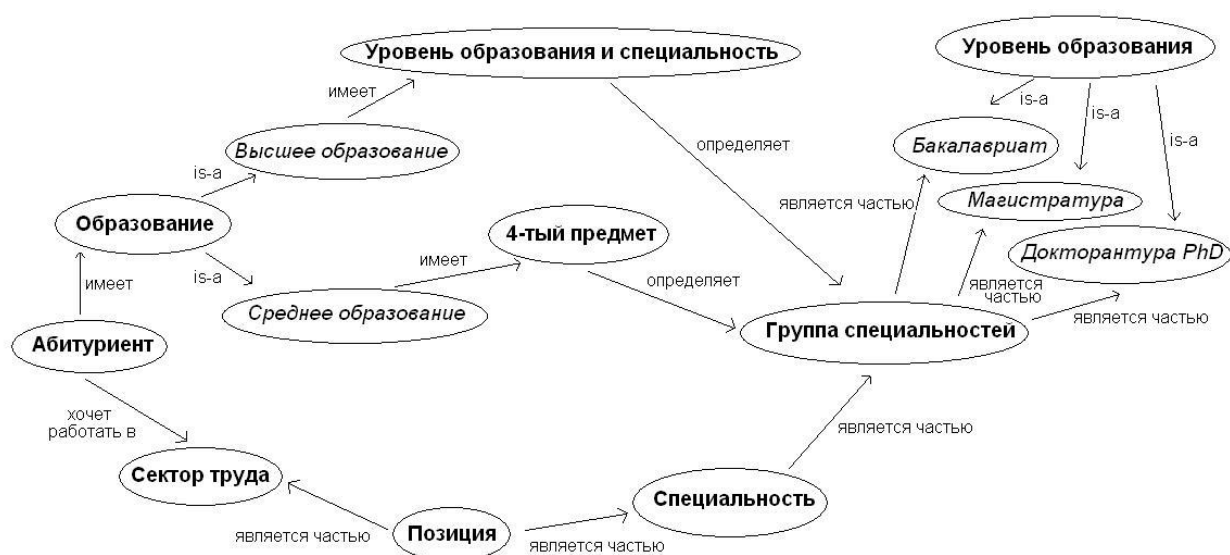 Уровень образования и специальность
Уровень образования
имеет
is-a
is-a
is-a
Высшее образование
определяет
Бакалавриат
is-a
является частью
Магистратура
Образование
4-тый предмет
имеет
Докторантура PhD
is-a
имеет
определяет
является
частью
Среднее образование
Группа специальностей
является частью
Абитуриент
хочет
работать в
является частью
Сектор труда
Специальность
является частью
Позиция
является частью